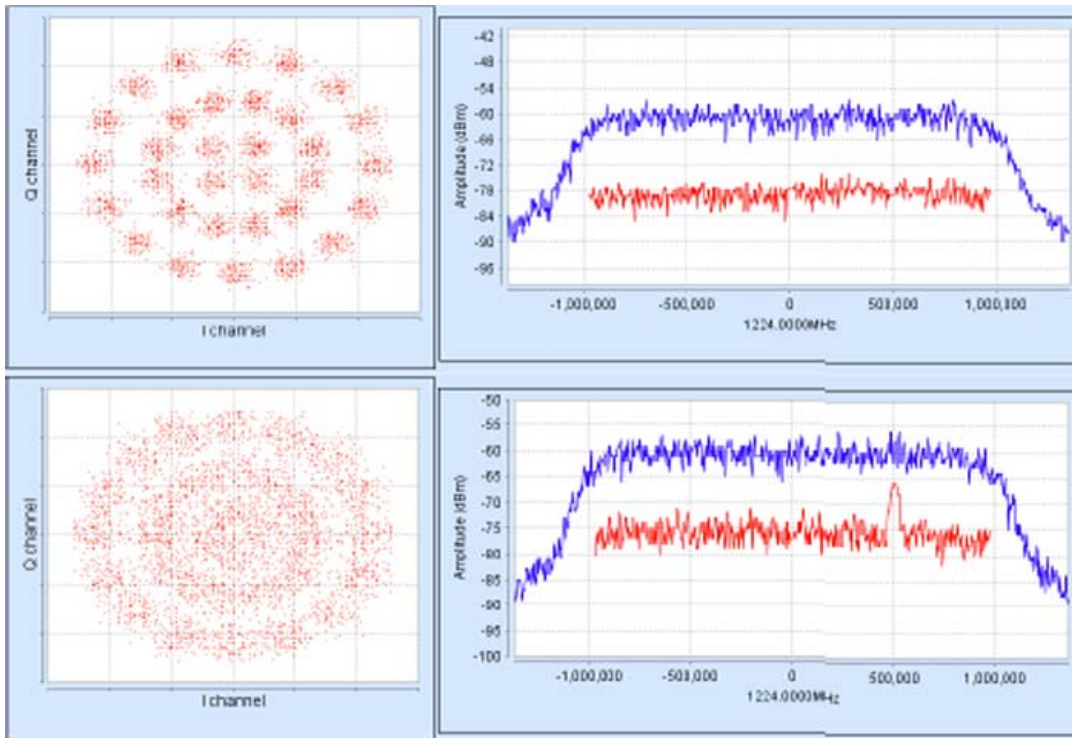 Q channel
I channel
Amplitude (dBm)
-42
-48
-54
-60
-66
-72
-78
-84
-90
-96
-1,000,000 -500,000 0 500,000 1,000,000
1224.0000MHz
Q channel
I channel
Amplitude (dBm)
-50
-55
-60
-65
-70
-75
-80
-85
-90
-95
-100
-1,000,000 -500,000 0 500,000 1,000,000
1224.0000MHz